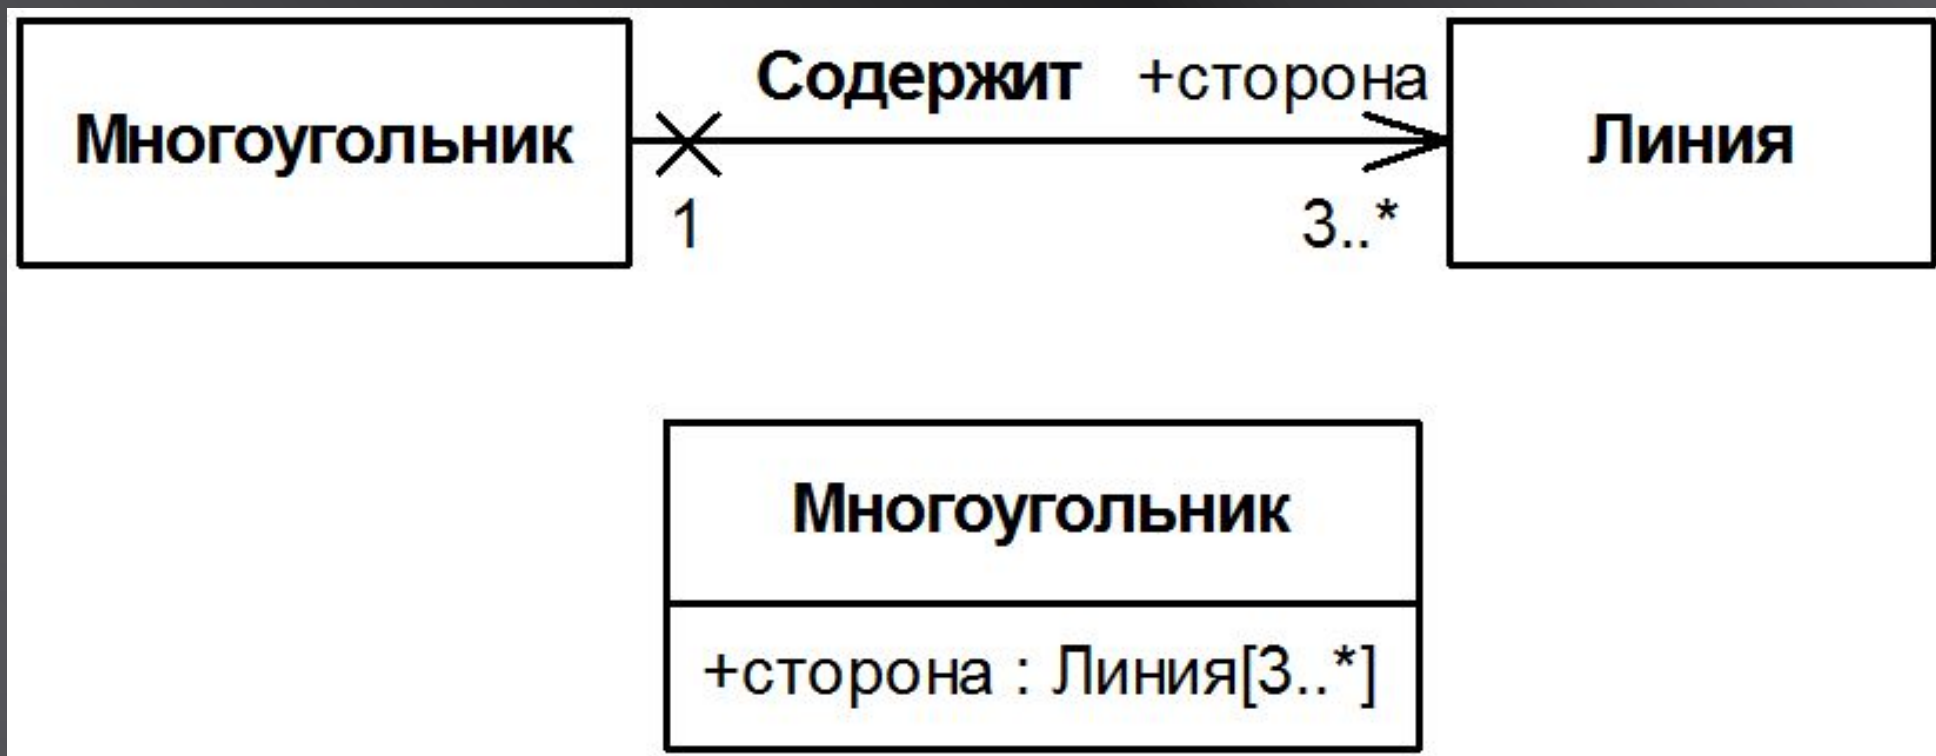 Содержит +сторона
Многоугольник
Линия
1
3..*
Многоугольник
+сторона : Линия[3..*]